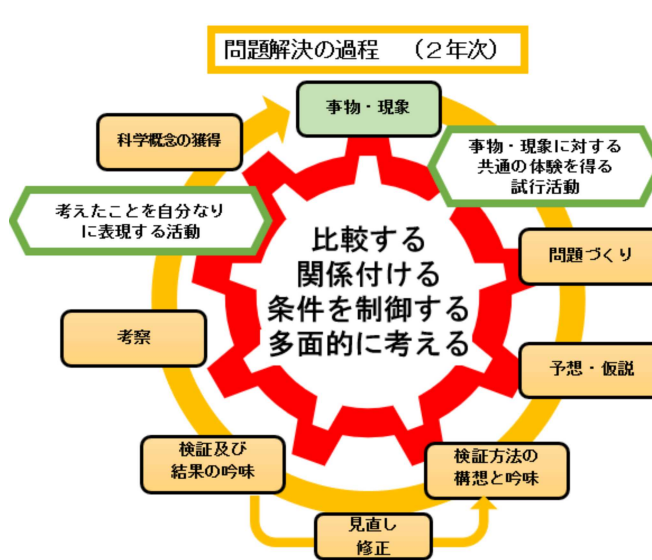 問題解決の過程 （２年次）
事物・現象
事物・現象に対する
共通の体験を得る
試行活動
問題づくり
予想・仮説
検証方法の
構想と吟味
見直し
修正
検証及び
結果の吟味
考察
考えたことを自分なり
に表現する活動
科学概念の獲得
比較する
関係付ける
条件を制御する
多面的に考える